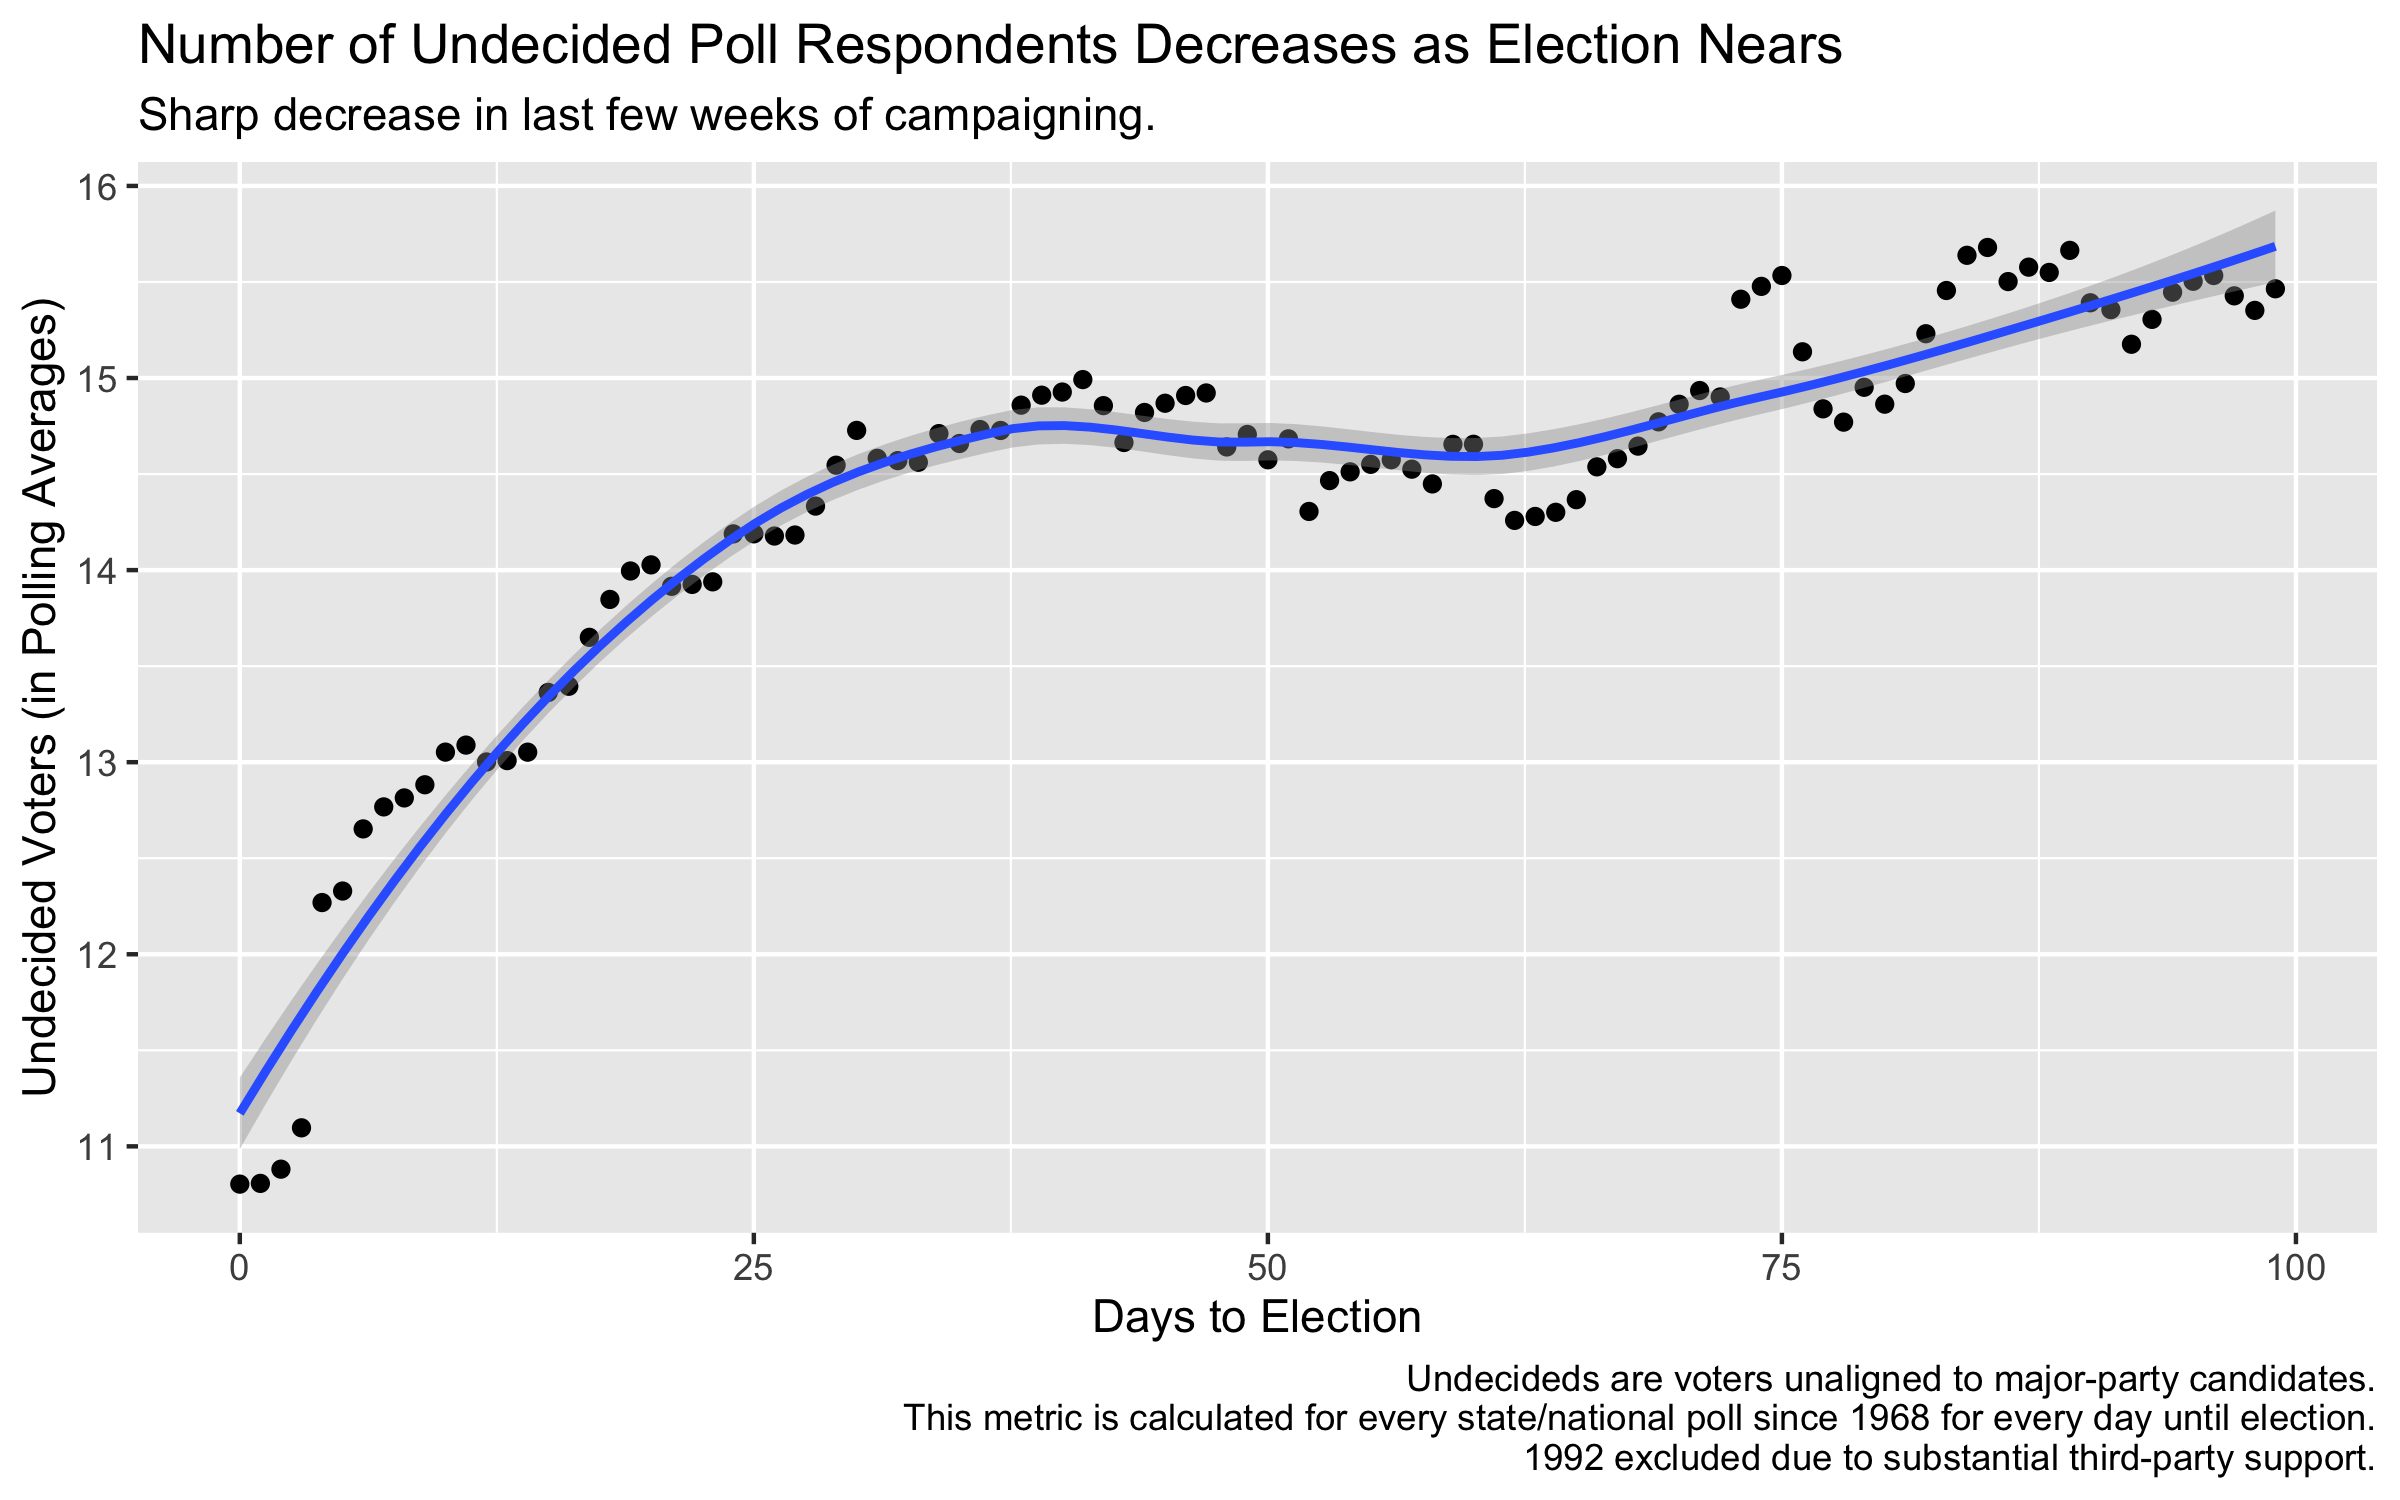 Number of Undecided Poll Respondents Decreases as Election Nears
Sharp decrease in last few weeks of campaigning.
Undecided Voters (in Polling Averages)
16
15
14
13
12
11
0
25
50
75
100
Days to Election
Undecideds are voters unaligned to major-party candidates.
This metric is calculated for every state/national poll since 1968 for every day until election.
1992 excluded due to substantial third-party support.